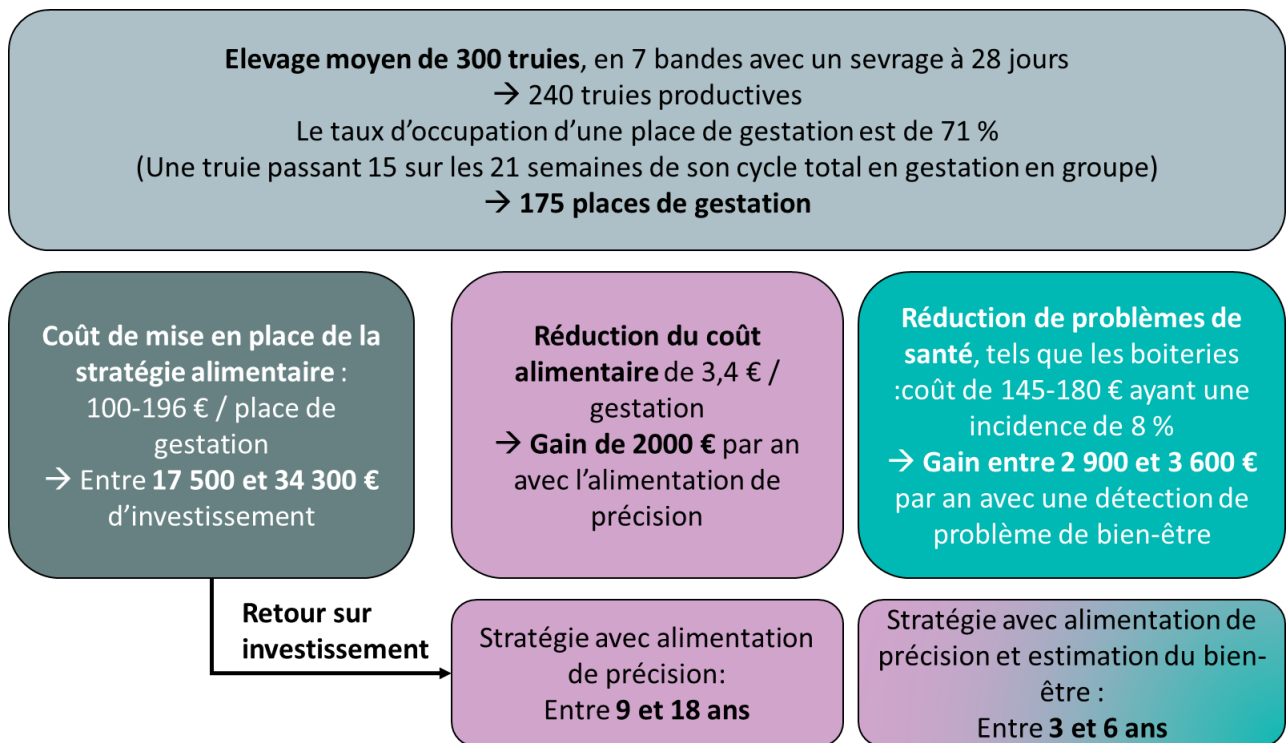 Elevage moyen de 300 truies, en 7 bandes avec un sevrage à 28 jours
→ 240 truies productives
Le taux d’occupation d’une place de gestation est de 71 %
(Une truie passant 15 sur les 21 semaines de son cycle total en gestation en groupe)
→ 175 places de gestation
Coût de mise en place de la
stratégie alimentaire :
100-196 € / place de
gestation
→ Entre 17 500 et 34 300 €
d’investissement
Réduction du coût
alimentaire de 3,4 € /
gestation
→ Gain de 2000 € par an
avec l’alimentation de
précision
Réduction de problèmes de
santé, tels que les boiteries
:coût de 145-180 € ayant une
incidence de 8 %
→ Gain entre 2 900 et 3 600 €
par an avec une détection de
problème de bien-être
Retour sur
investissement
Stratégie avec alimentation
de précision:
Entre 9 et 18 ans
Stratégie avec alimentation de
précision et estimation du bien-
être :
Entre 3 et 6 ans